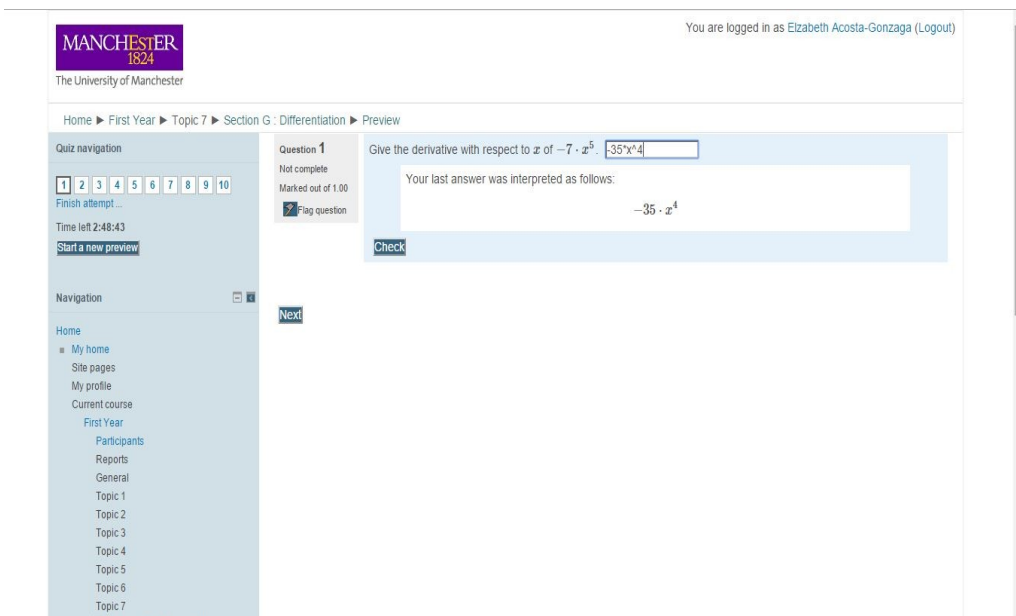 You are logged in as Elzabeth Acosta-Gonzaga (Logout)
MANCHESTER
1824
The University of Manchester
Home ▶ First Year ▶ Topic 7 ▶ Section G : Differentiation ▶ Preview
Quiz navigation
1 2 3 4 5 6 7 8 9 10
Finish attempt ...
Time left 2:48:43
Start a new preview
Question 1
Not complete
Marked out of 1.00
Flag question
Give the derivative with respect to x of −7 · x⁵. -35*x^4
Your last answer was interpreted as follows:
−35 · x⁴
Check
Next
Navigation
Home
My home
Site pages
My profile
Current course
First Year
Participants
Reports
General
Topic 1
Topic 2
Topic 3
Topic 4
Topic 5
Topic 6
Topic 7